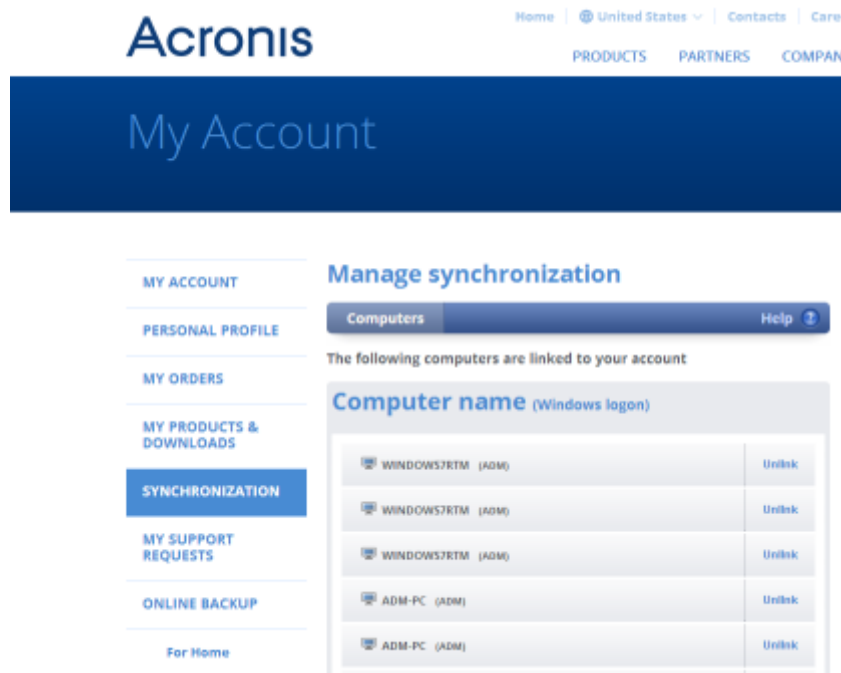 Home United States Contacts Care
Acronis
PRODUCTS PARTNERS COMPAN
My Account
MY ACCOUNT
PERSONAL PROFILE
MY ORDERS
MY PRODUCTS &
DOWNLOADS
SYNCHRONIZATION
MY SUPPORT
REQUESTS
ONLINE BACKUP
For Home
Manage synchronization
Computers Help ?
The following computers are linked to your account
Computer name (Windows logon)
WINDOWS7RTM (ADM) Unlink
WINDOWS7RTM (ADM) Unlink
WINDOWS7RTM (ADM) Unlink
ADM-PC (ADM) Unlink
ADM-PC (ADM) Unlink